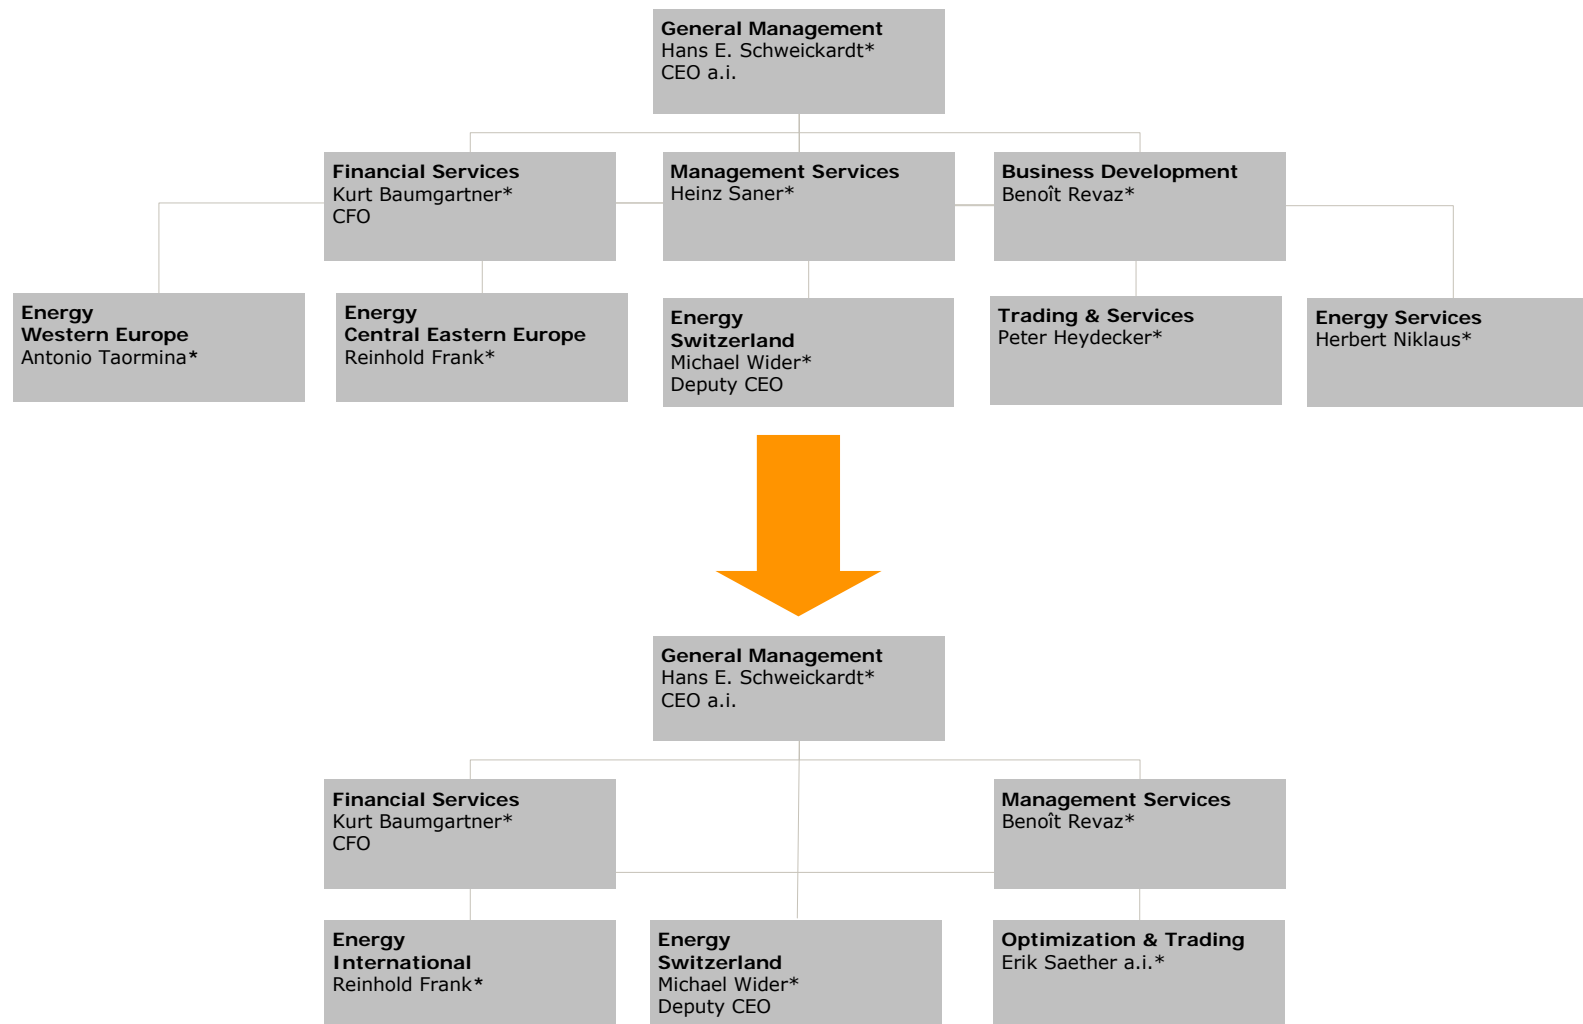 General Management
Hans E. Schweickardt*
CEO a.i.
Financial Services
Kurt Baumgartner*
CFO
Management Services
Heinz Saner*
Business Development
Benoît Revaz*
Energy
Western Europe
Antonio Taormina*
Energy
Central Eastern Europe
Reinhold Frank*
Energy
Switzerland
Michael Wider*
Deputy CEO
Trading & Services
Peter Heydecker*
Energy Services
Herbert Niklaus*
General Management
Hans E. Schweickardt*
CEO a.i.
Financial Services
Kurt Baumgartner*
CFO
Management Services
Benoît Revaz*
Energy
International
Reinhold Frank*
Energy
Switzerland
Michael Wider*
Deputy CEO
Optimization & Trading
Erik Saether a.i.*